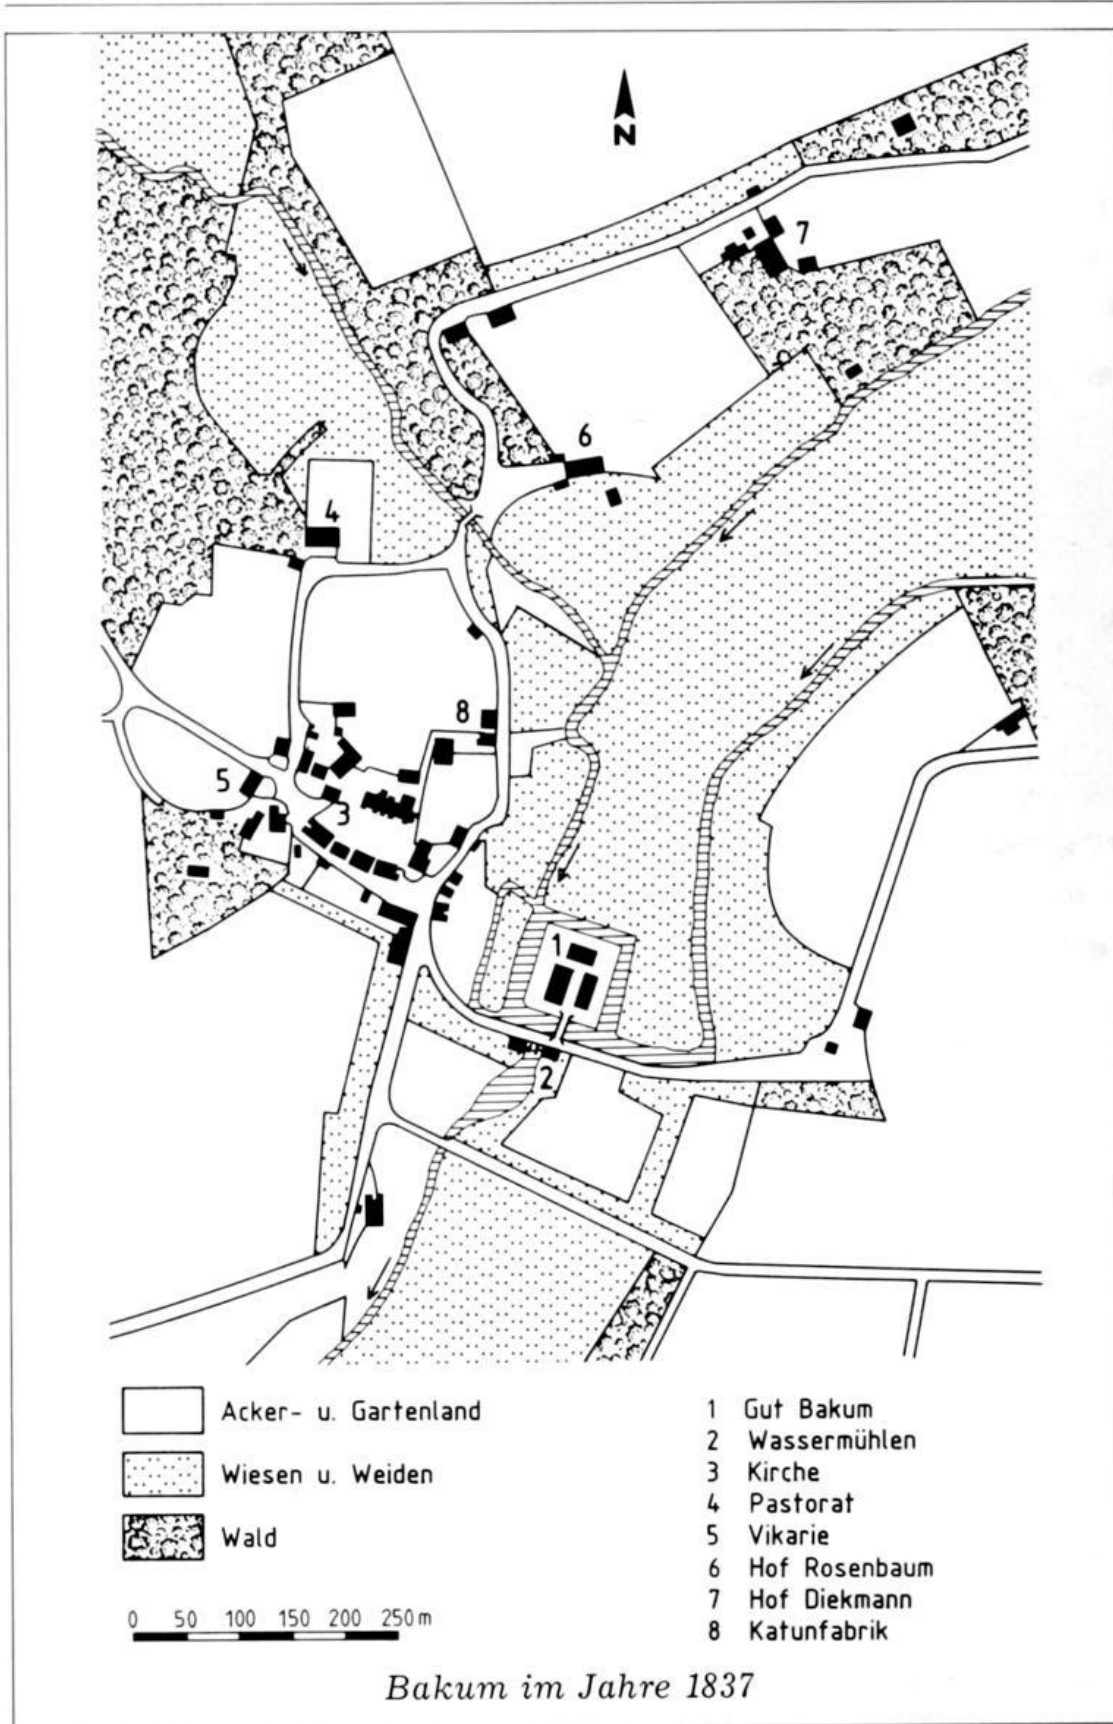 N
7
6
4
8
5
3
1
2
Acker- u. Gartenland
Wiesen u. Weiden
Wald
0 50 100 150 200 250 m
1 Gut Bakum
2 Wassermühlen
3 Kirche
4 Pastorat
5 Vikarie
6 Hof Rosenbaum
7 Hof Diekmann
8 Katunfabrik
Bakum im Jahre 1837